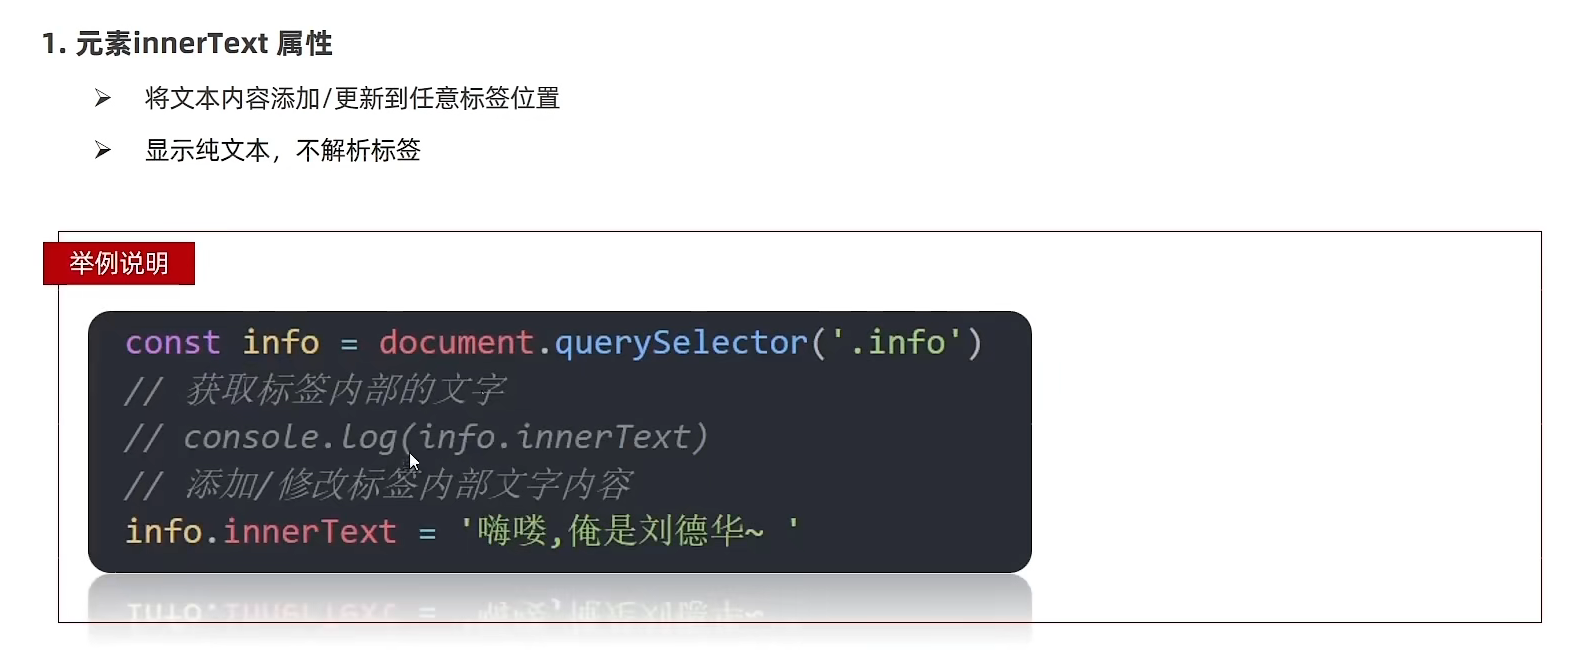 1. 元素innerText 属性
➢ 将文本内容添加/更新到任意标签位置
➢ 显示纯文本，不解析标签
举例说明
const info = document.querySelector('.info')
// 获取标签内部的文字
// console.log(info.innerText)
// 添加/修改标签内部文字内容
info.innerText = '嗨喽,俺是刘德华~ '